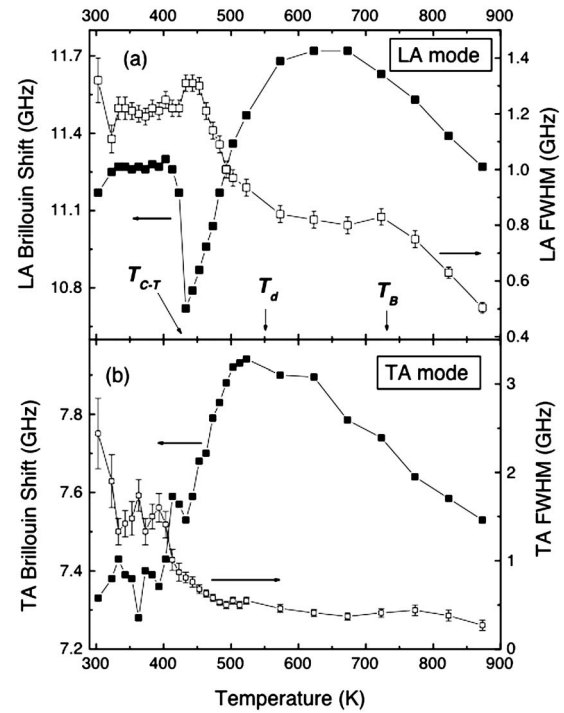 300 400 500 600 700 800 900
11.7
11.4
11.1
10.8
LA Brillouin Shift (GHz)
(a)
LA mode
1.4
1.2
1.0
0.8
0.6
0.4
LA FWHM (GHz)
T_C-T
T_d
T_B
(b)
TA mode
7.8
7.6
7.4
7.2
TA Brillouin Shift (GHz)
3
2
1
0
TA FWHM (GHz)
300 400 500 600 700 800 900
Temperature (K)